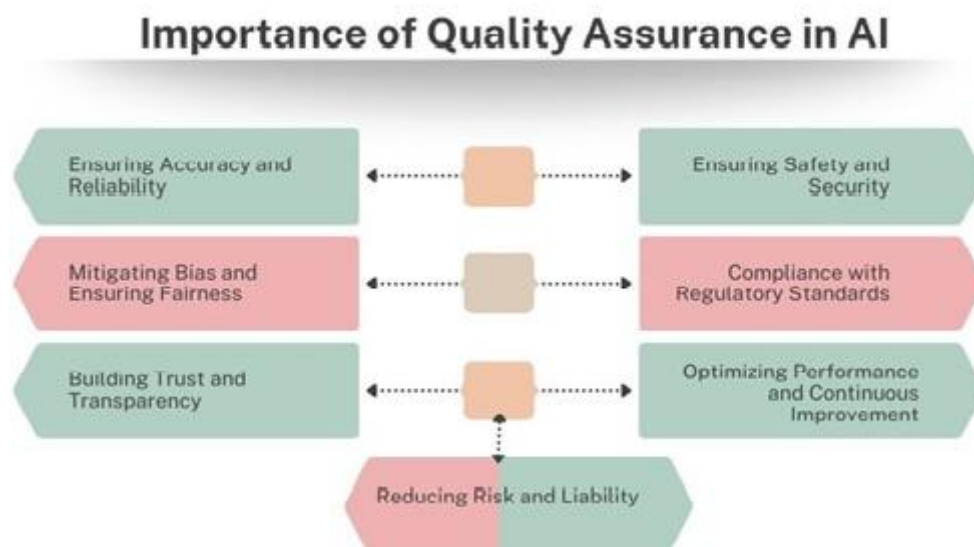 Importance of Quality Assurance in AI
Ensuring Accuracy and
Reliability
Ensuring Safety and
Security
Mitigating Bias and
Ensuring Fairness
Compliance with
Regulatory Standards
Building Trust and
Transparency
Optimizing Performance
and Continuous
Improvement
Reducing Risk and Liability